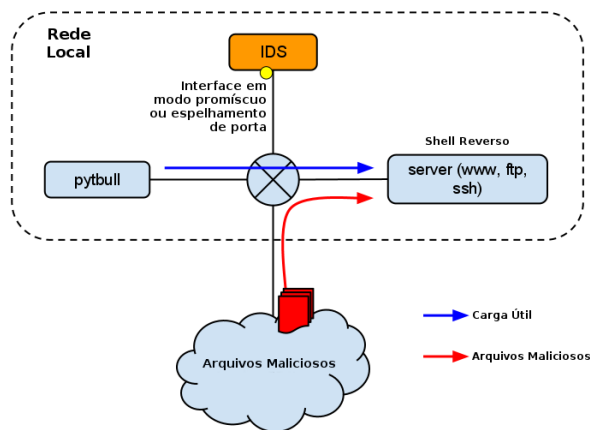 Rede
Local
IDS
Interface em
modo promíscuo
ou espelhamento
de porta
Shell Reverso
pytbull
server (www, ftp,
ssh)
Carga Útil
Arquivos Maliciosos
Arquivos Maliciosos